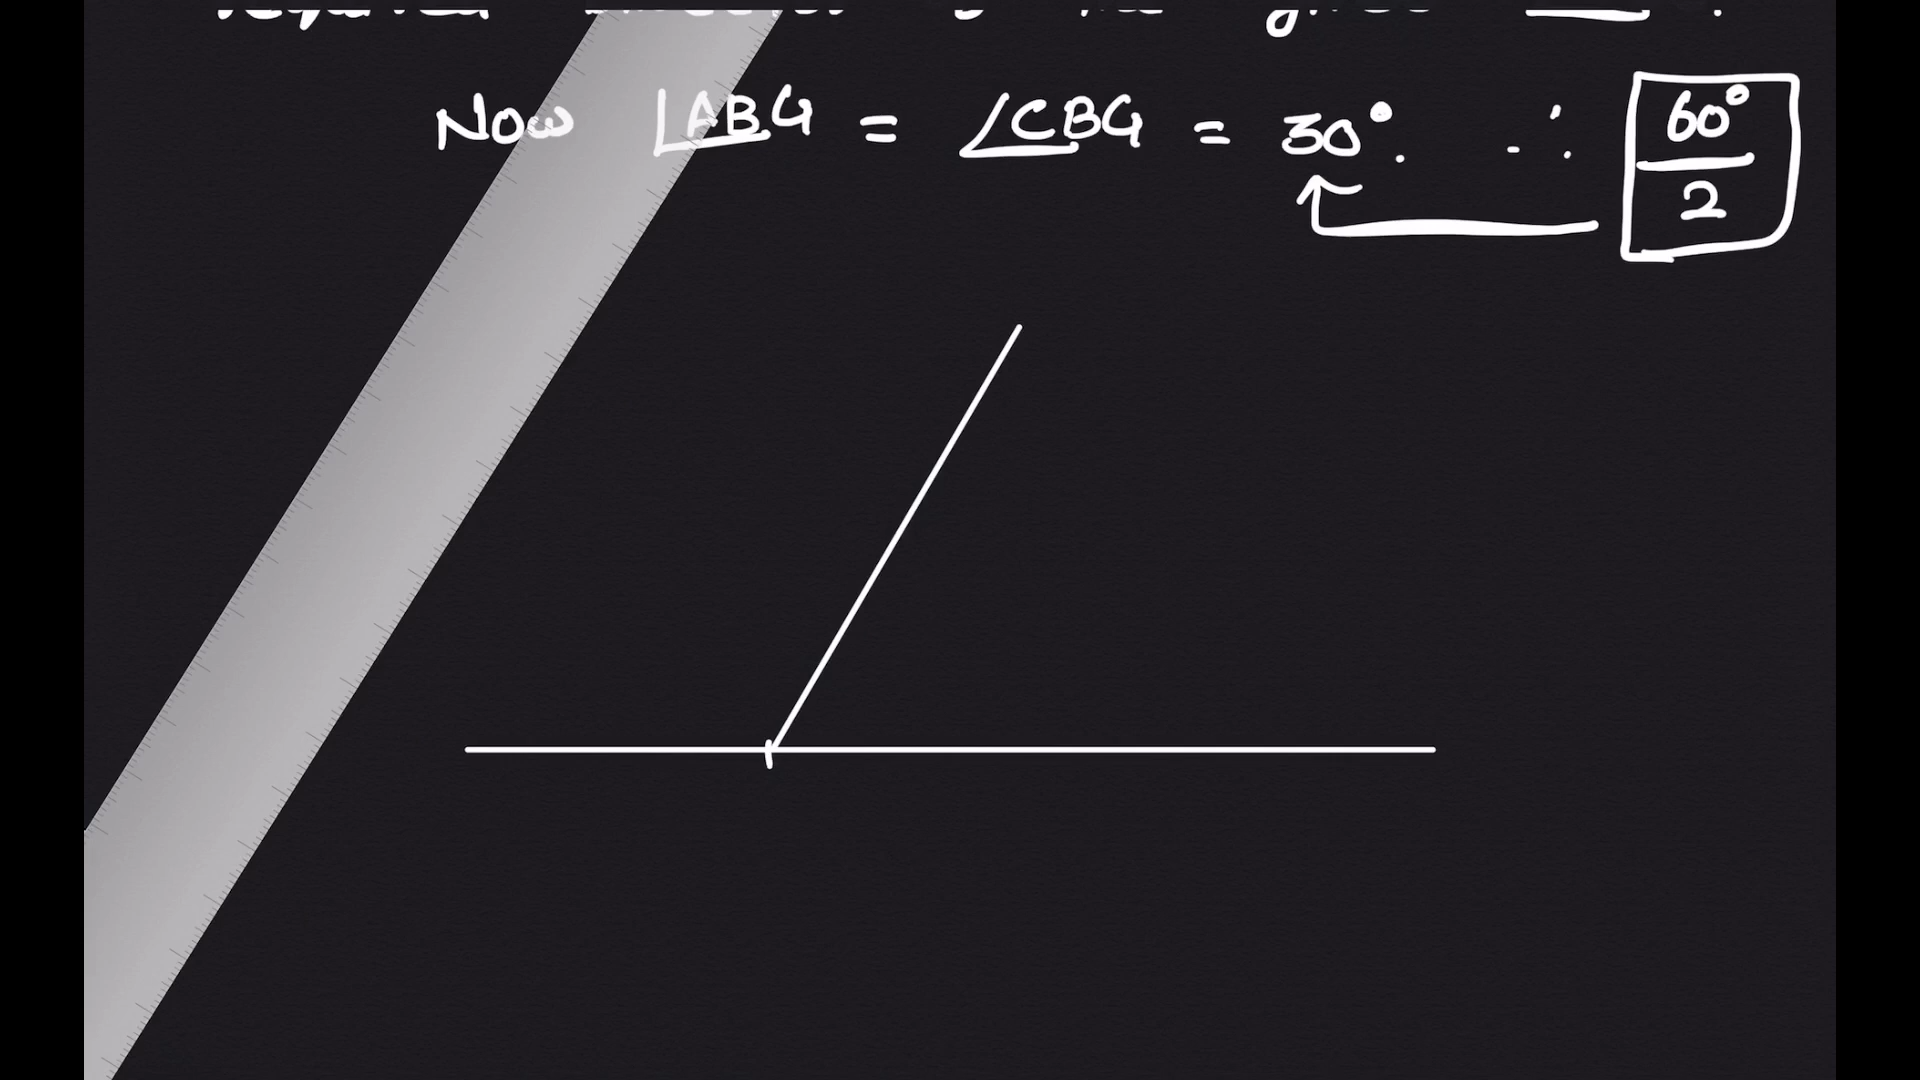 Now ∠ABG = ∠CBG = 30°. ∵ 60°/2